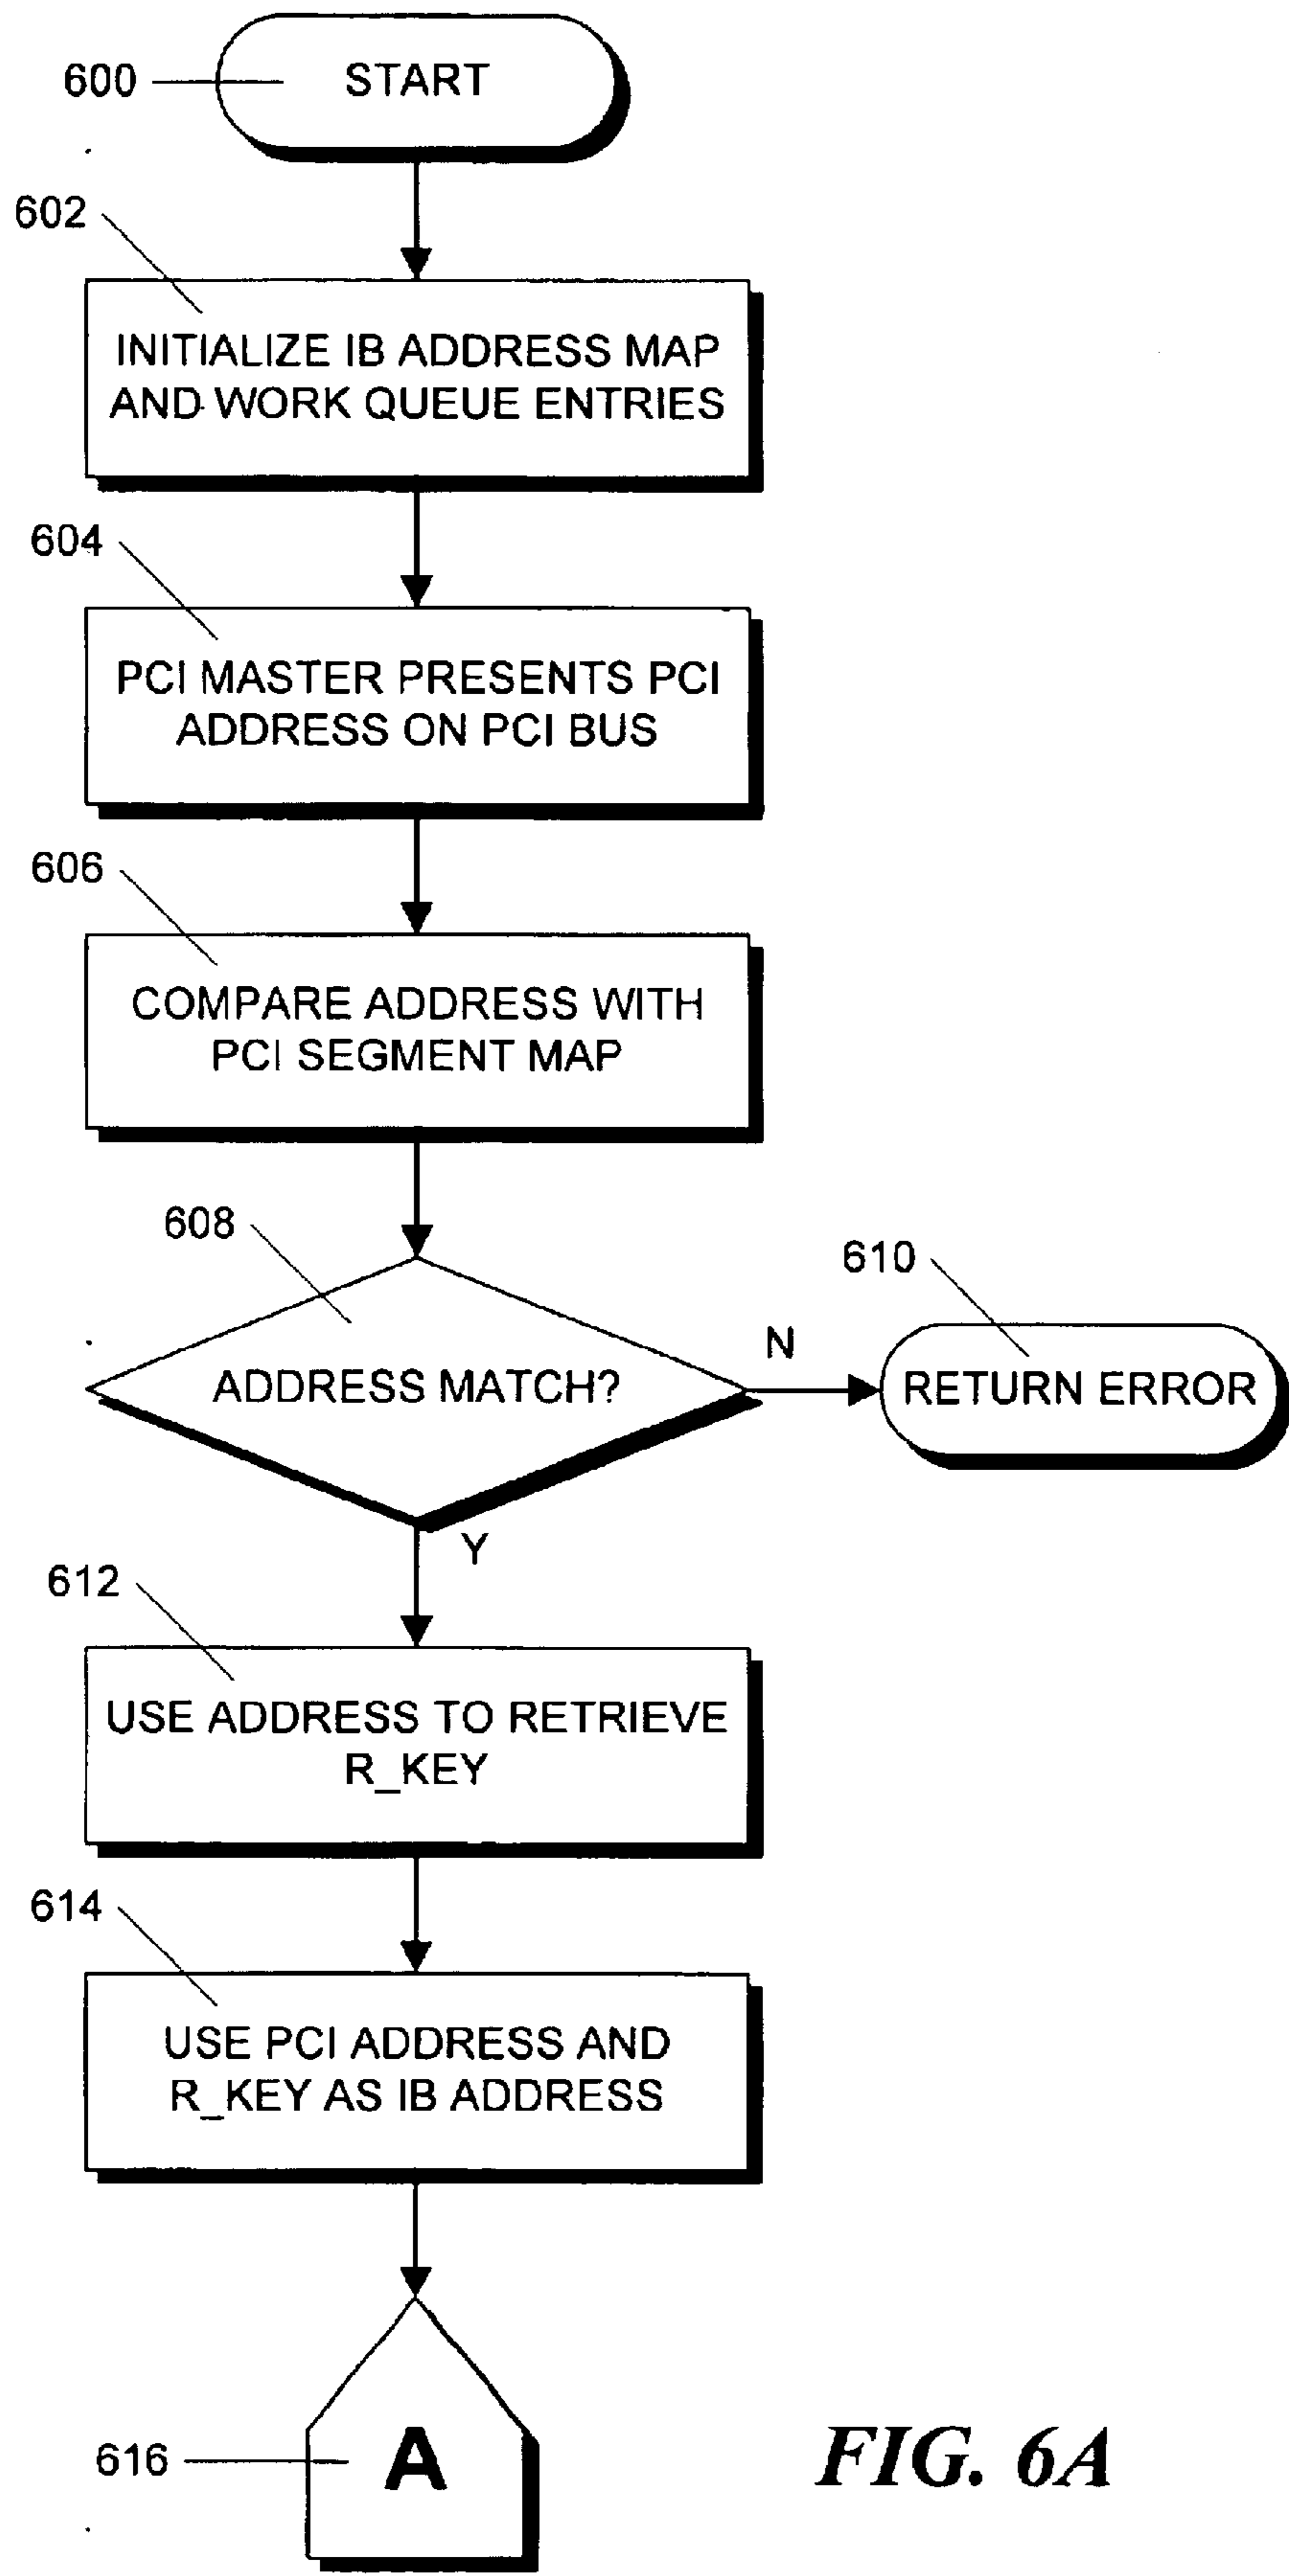 600
START
602
INITIALIZE IB ADDRESS MAP
AND WORK QUEUE ENTRIES
604
PCI MASTER PRESENTS PCI
ADDRESS ON PCI BUS
606
COMPARE ADDRESS WITH
PCI SEGMENT MAP
608
ADDRESS MATCH?
N
610
RETURN ERROR
Y
612
USE ADDRESS TO RETRIEVE
R_KEY
614
USE PCI ADDRESS AND
R_KEY AS IB ADDRESS
616
A
FIG. 6A